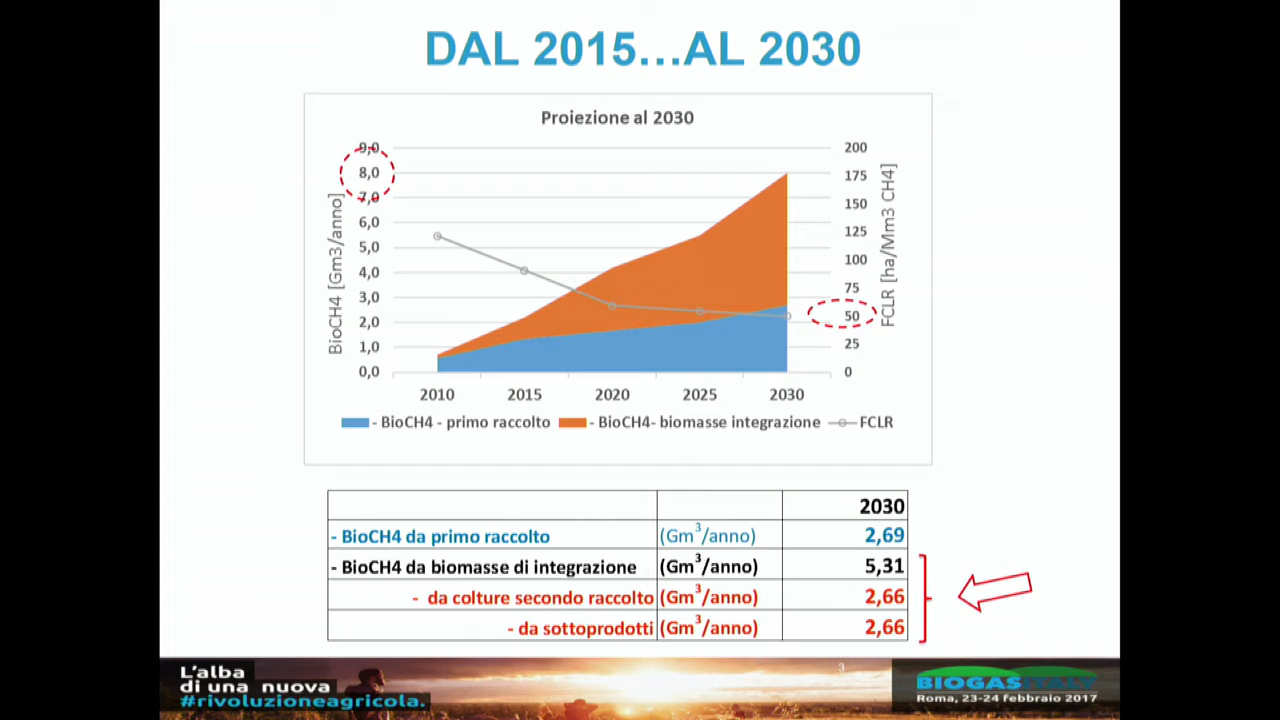 DAL 2015...AL 2030
Proiezione al 2030
BioCH4 [Gm3/anno]
9,0
8,0
7,0
6,0
5,0
4,0
3,0
2,0
1,0
0,0
200
175
150
125
100
75
50
25
0
FCLR [ha/Mm3 CH4]
2010 2015 2020 2025 2030
- BioCH4 - primo raccolto - BioCH4- biomasse integrazione FCLR
2030
- BioCH4 da primo raccolto (Gm³/anno) 2,69
- BioCH4 da biomasse di integrazione (Gm³/anno) 5,31
- da colture secondo raccolto (Gm³/anno) 2,66
- da sottoprodotti (Gm³/anno) 2,66
3
L'alba
di una nuova
#rivoluzioneagricola.
BIOGASITALY
Roma, 23-24 febbraio 2017